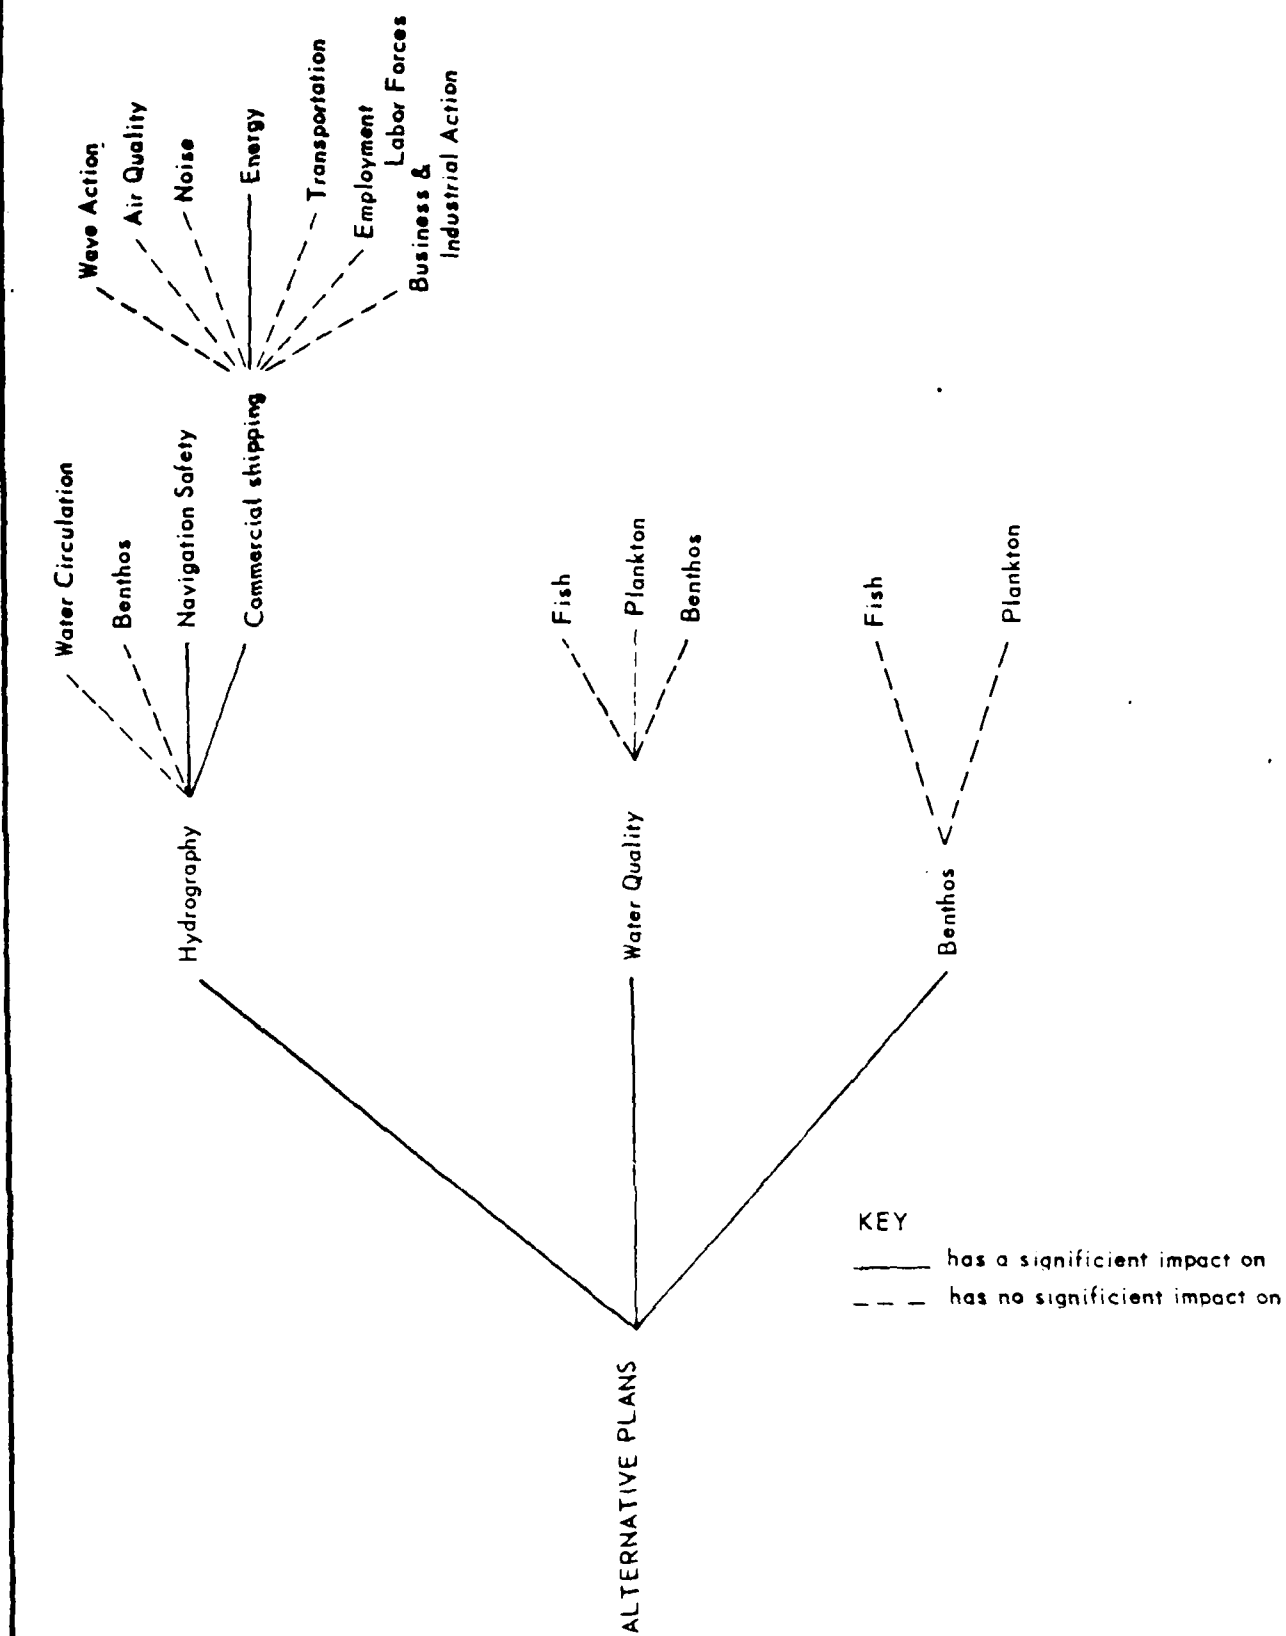 Wave Action
Air Quality
Noise
Energy
Transportation
Employment
Labor Forces
Business &
Industrial Action
Water Circulation
Benthos
Navigation Safety
Commercial shipping
Fish
Plankton
Benthos
Fish
Plankton
Hydrography
Water Quality
Benthos
ALTERNATIVE PLANS
KEY
has a significient impact on
has no significient impact on